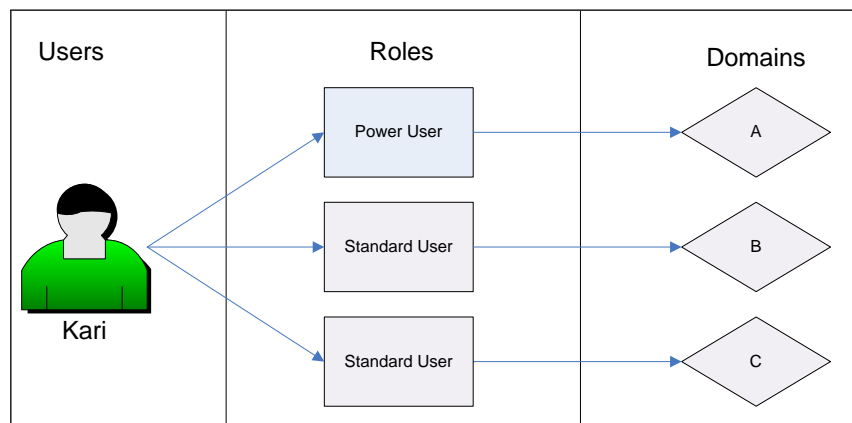 Users
Roles
Domains
Power User
A
Standard User
B
Standard User
C
Kari